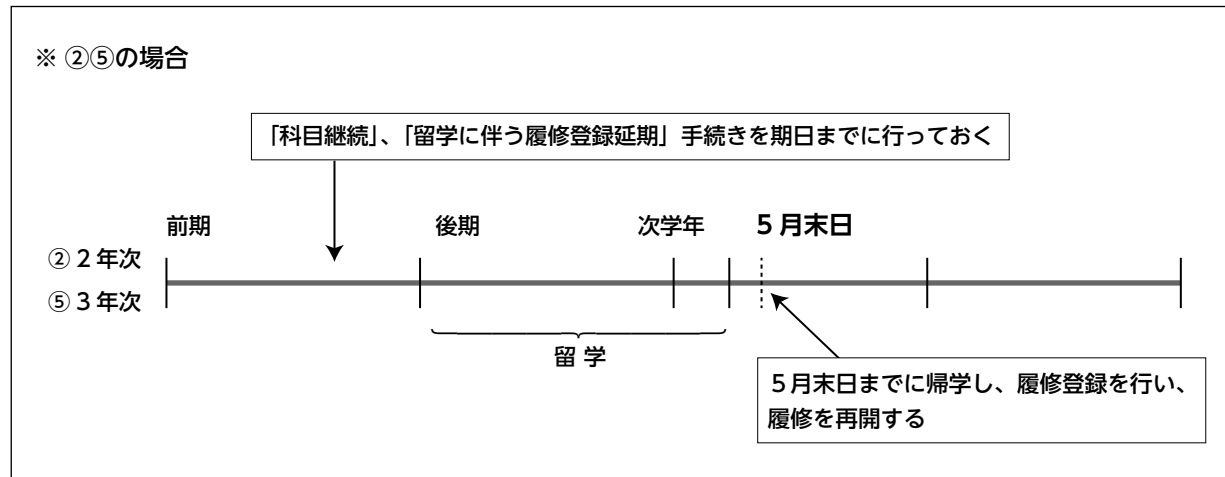 ※ ②⑤の場合
「科目継続」、「留学に伴う履修登録延期」手続きを期日までに行っておく
前期
後期
次学年
５月末日
② 2 年次
⑤ 3 年次
留 学
５月末日までに帰学し、履修登録を行い、
履修を再開する